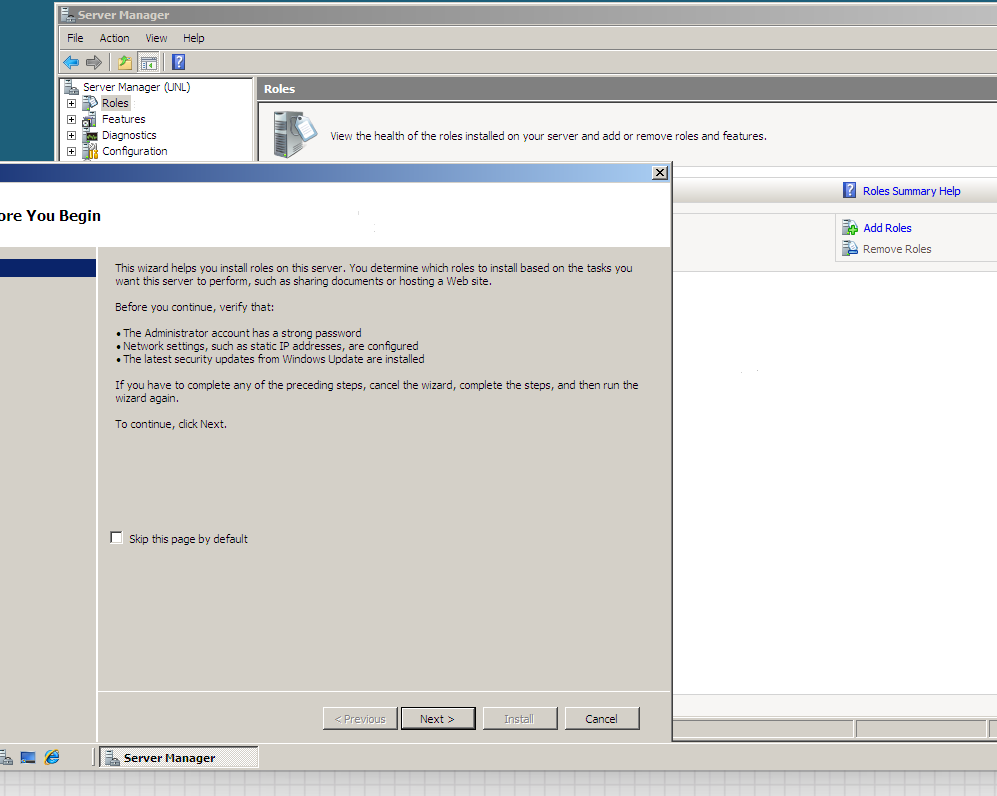 Server Manager
File Action View Help
Server Manager (UNL)
Roles
Features
Diagnostics
Configuration
Roles
View the health of the roles installed on your server and add or remove roles and features.
Roles Summary Help
Add Roles
Remove Roles
ore You Begin
This wizard helps you install roles on this server. You determine which roles to install based on the tasks you
want this server to perform, such as sharing documents or hosting a Web site.
Before you continue, verify that:
• The Administrator account has a strong password
• Network settings, such as static IP addresses, are configured
• The latest security updates from Windows Update are installed
If you have to complete any of the preceding steps, cancel the wizard, complete the steps, and then run the
wizard again.
To continue, click Next.
Skip this page by default
< Previous Next > Install Cancel
Server Manager